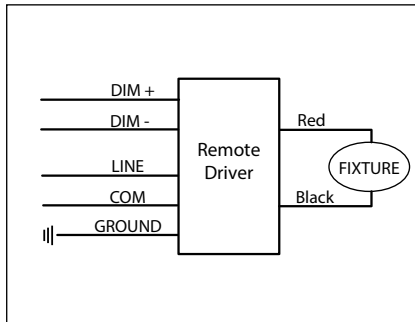 DIM +
DIM -
LINE
COM
GROUND
Remote
Driver
Red
Black
FIXTURE